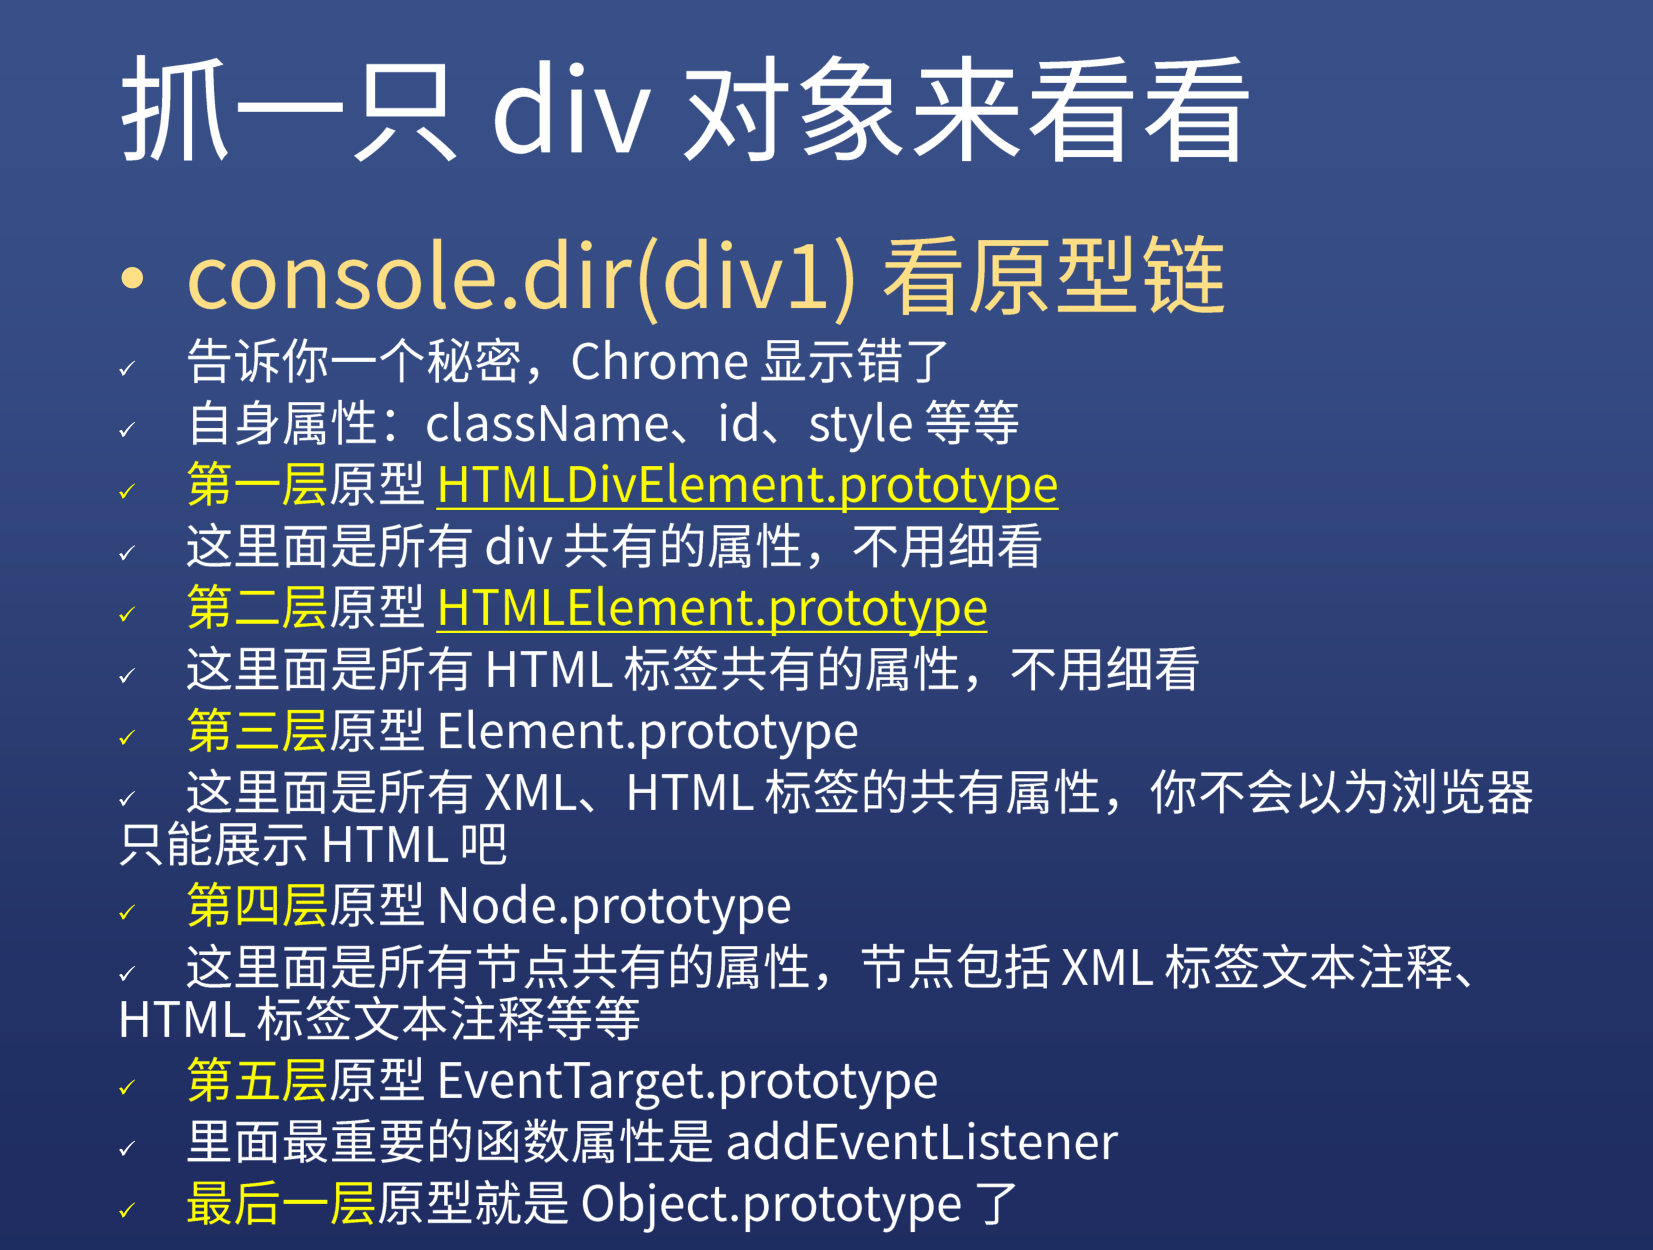 抓一只 div 对象来看看
• console.dir(div1) 看原型链
✓ 告诉你一个秘密，Chrome 显示错了
✓ 自身属性：className、id、style 等等
✓ 第一层原型 HTMLDivElement.prototype
✓ 这里面是所有 div 共有的属性，不用细看
✓ 第二层原型 HTMLElement.prototype
✓ 这里面是所有 HTML 标签共有的属性，不用细看
✓ 第三层原型 Element.prototype
✓ 这里面是所有 XML、HTML 标签的共有属性，你不会以为浏览器
只能展示 HTML 吧
✓ 第四层原型 Node.prototype
✓ 这里面是所有节点共有的属性，节点包括 XML 标签文本注释、
HTML 标签文本注释等等
✓ 第五层原型 EventTarget.prototype
✓ 里面最重要的函数属性是 addEventListener
✓ 最后一层原型就是 Object.prototype 了